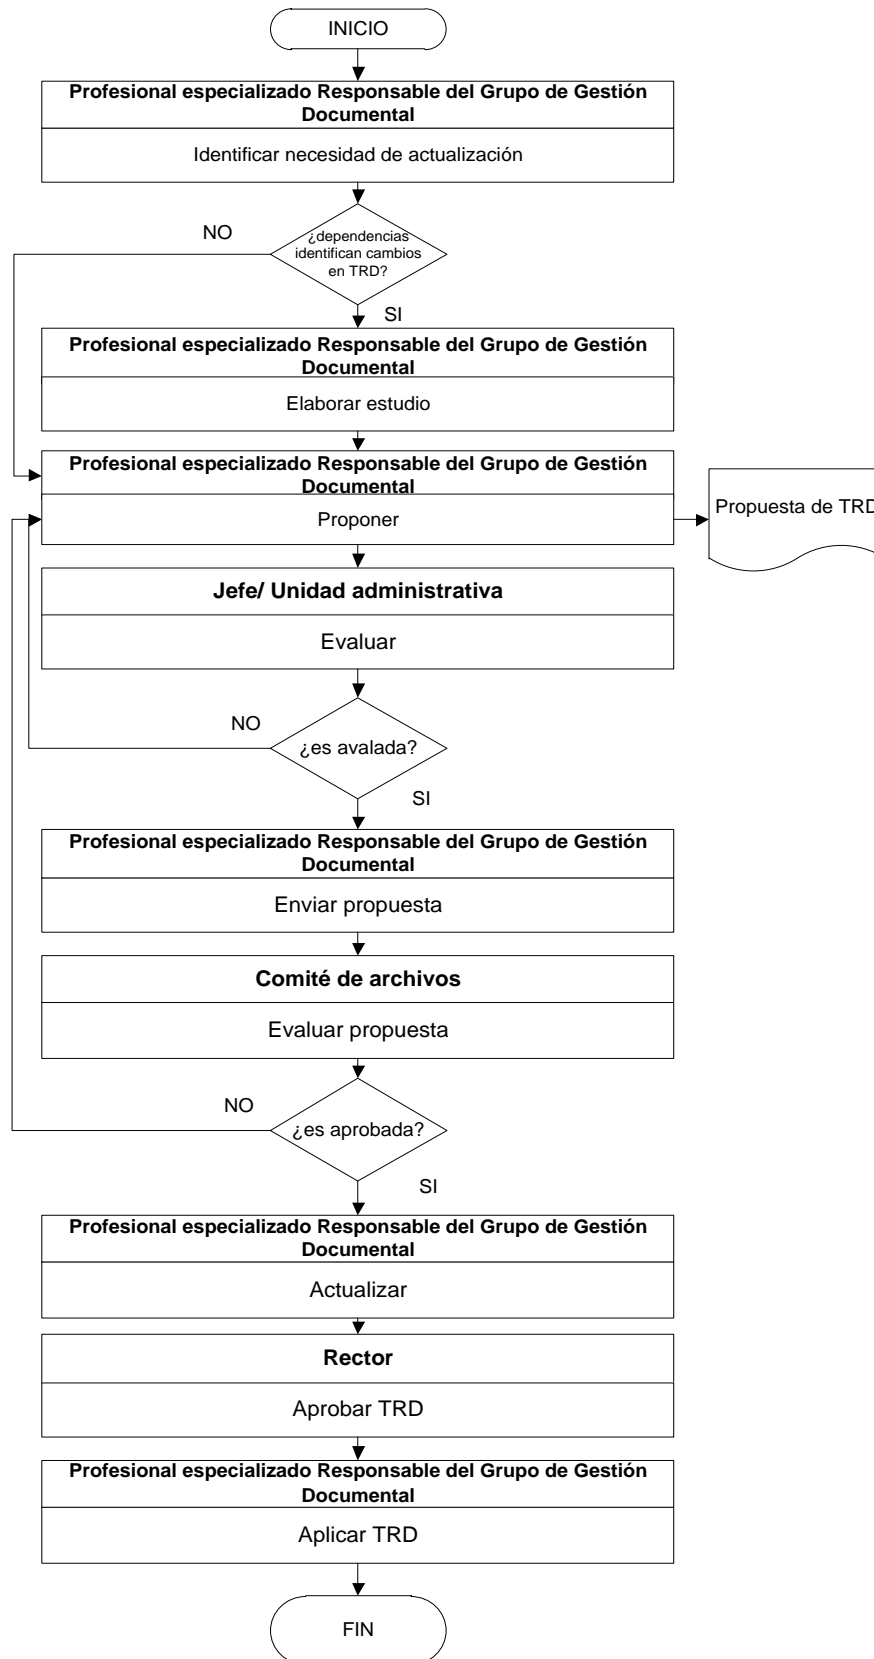 INICIO
Profesional especializado Responsable del Grupo de Gestión
Documental
Identificar necesidad de actualización
¿dependencias
identifican cambios
en TRD?
NO
SI
Profesional especializado Responsable del Grupo de Gestión
Documental
Elaborar estudio
Profesional especializado Responsable del Grupo de Gestión
Documental
Proponer
Propuesta de TRD
Jefe/ Unidad administrativa
Evaluar
NO
¿es avalada?
SI
Profesional especializado Responsable del Grupo de Gestión
Documental
Enviar propuesta
Comité de archivos
Evaluar propuesta
NO
¿es aprobada?
SI
Profesional especializado Responsable del Grupo de Gestión
Documental
Actualizar
Rector
Aprobar TRD
Profesional especializado Responsable del Grupo de Gestión
Documental
Aplicar TRD
FIN